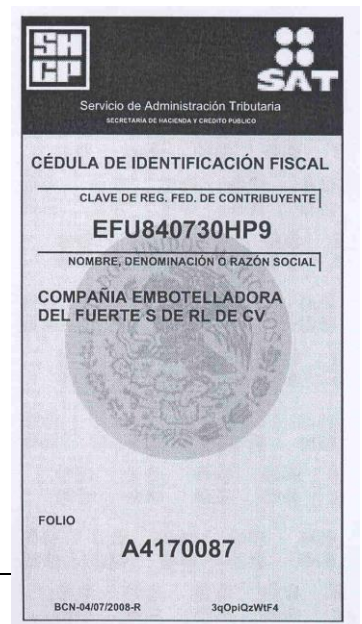 SHCP
SAT
Servicio de Administración Tributaria
SECRETARÍA DE HACIENDA Y CRÉDITO PÚBLICO
CÉDULA DE IDENTIFICACIÓN FISCAL
CLAVE DE REG. FED. DE CONTRIBUYENTE
EFU840730HP9
NOMBRE, DENOMINACIÓN O RAZÓN SOCIAL
COMPAÑIA EMBOTELLADORA
DEL FUERTE S DE RL DE CV
FOLIO
A4170087
BCN-04/07/2008-R 3qOpiQzWtF4